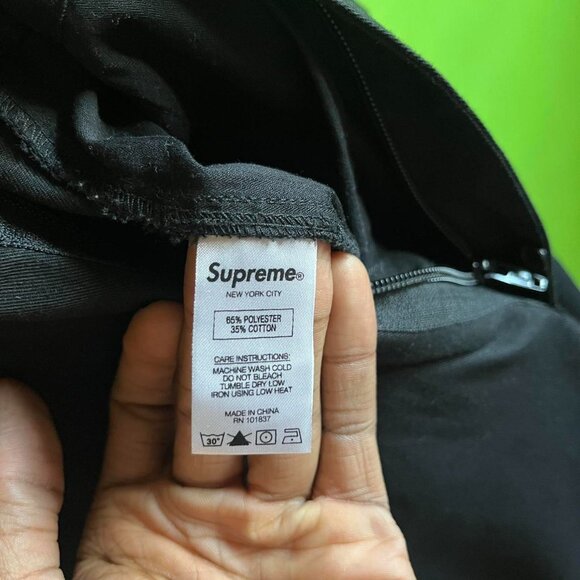 Supreme®
NEW YORK CITY
65% POLYESTER
35% COTTON
CARE INSTRUCTIONS:
MACHINE WASH COLD
DO NOT BLEACH
TUMBLE DRY LOW
IRON USING LOW HEAT
MADE IN CHINA
RN 101837
30°